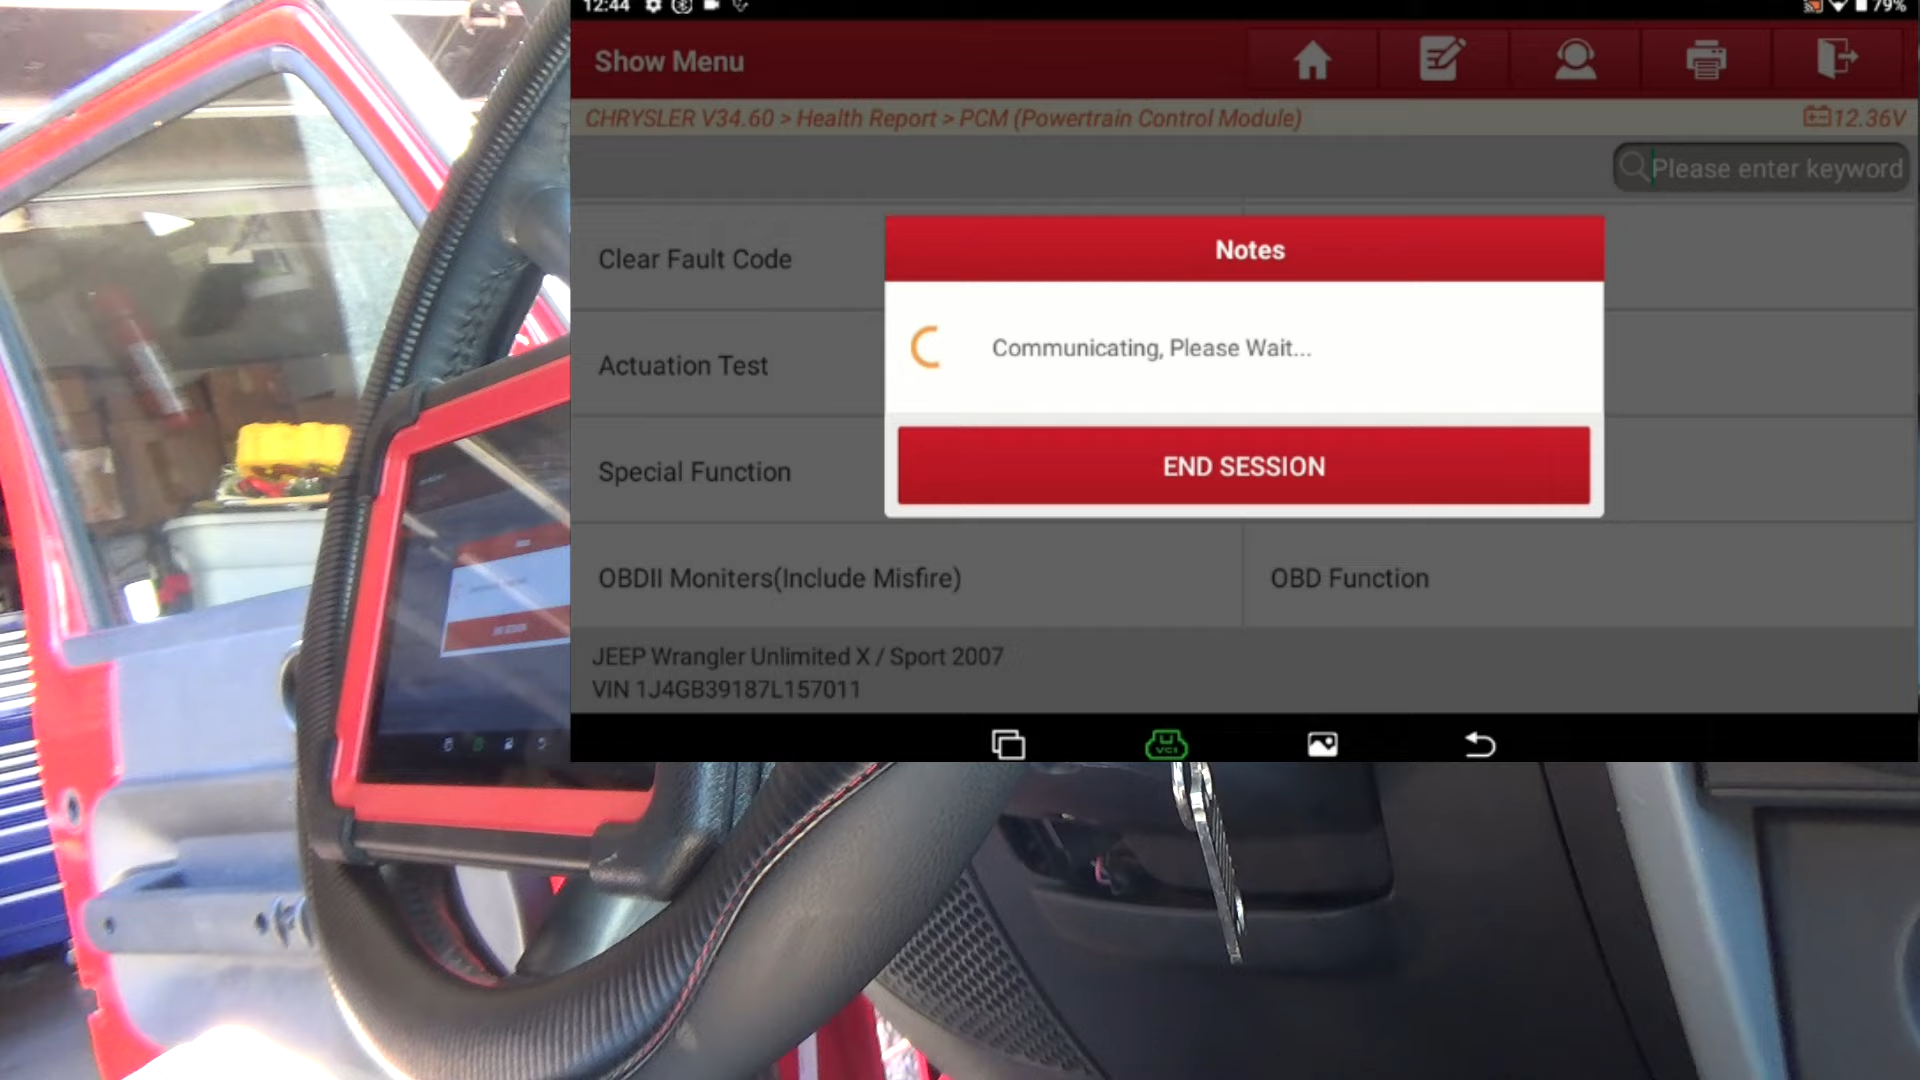 12:44
79%
Show Menu
CHRYSLER V34.60 > Health Report > PCM (Powertrain Control Module)
12.36V
Please enter keyword
Clear Fault Code
Notes
Actuation Test
Communicating, Please Wait...
Special Function
END SESSION
OBDII Moniters(Include Misfire)
OBD Function
JEEP Wrangler Unlimited X / Sport 2007
VIN 1J4GB39187L157011
VCI